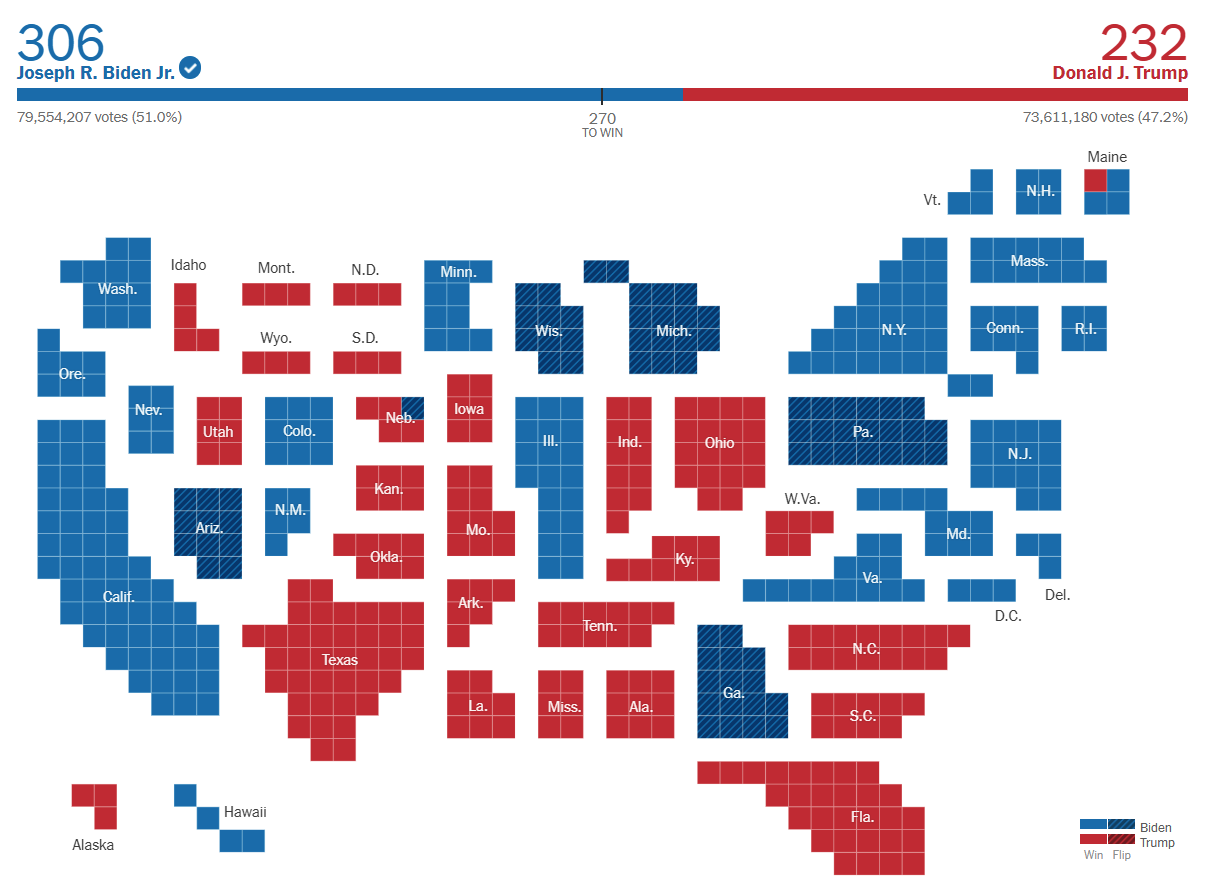 306
232
Joseph R. Biden Jr.
Donald J. Trump
79,554,207 votes (51.0%)
270
TO WIN
73,611,180 votes (47.2%)
Maine
Vt.
N.H.
Idaho
Mont.
N.D.
Minn.
Mass.
Wash.
Wyo.
S.D.
Wis.
Mich.
N.Y.
Conn.
R.I.
Ore.
Nev.
Utah
Colo.
Neb.
Iowa
Ill.
Ind.
Ohio
Pa.
N.J.
Ariz.
N.M.
Kan.
Mo.
W.Va.
Okla.
Ky.
Md.
Va.
Del.
D.C.
Calif.
Ark.
Tenn.
Texas
N.C.
La.
Miss.
Ala.
Ga.
S.C.
Hawaii
Alaska
Fla.
Biden
Trump
Win Flip